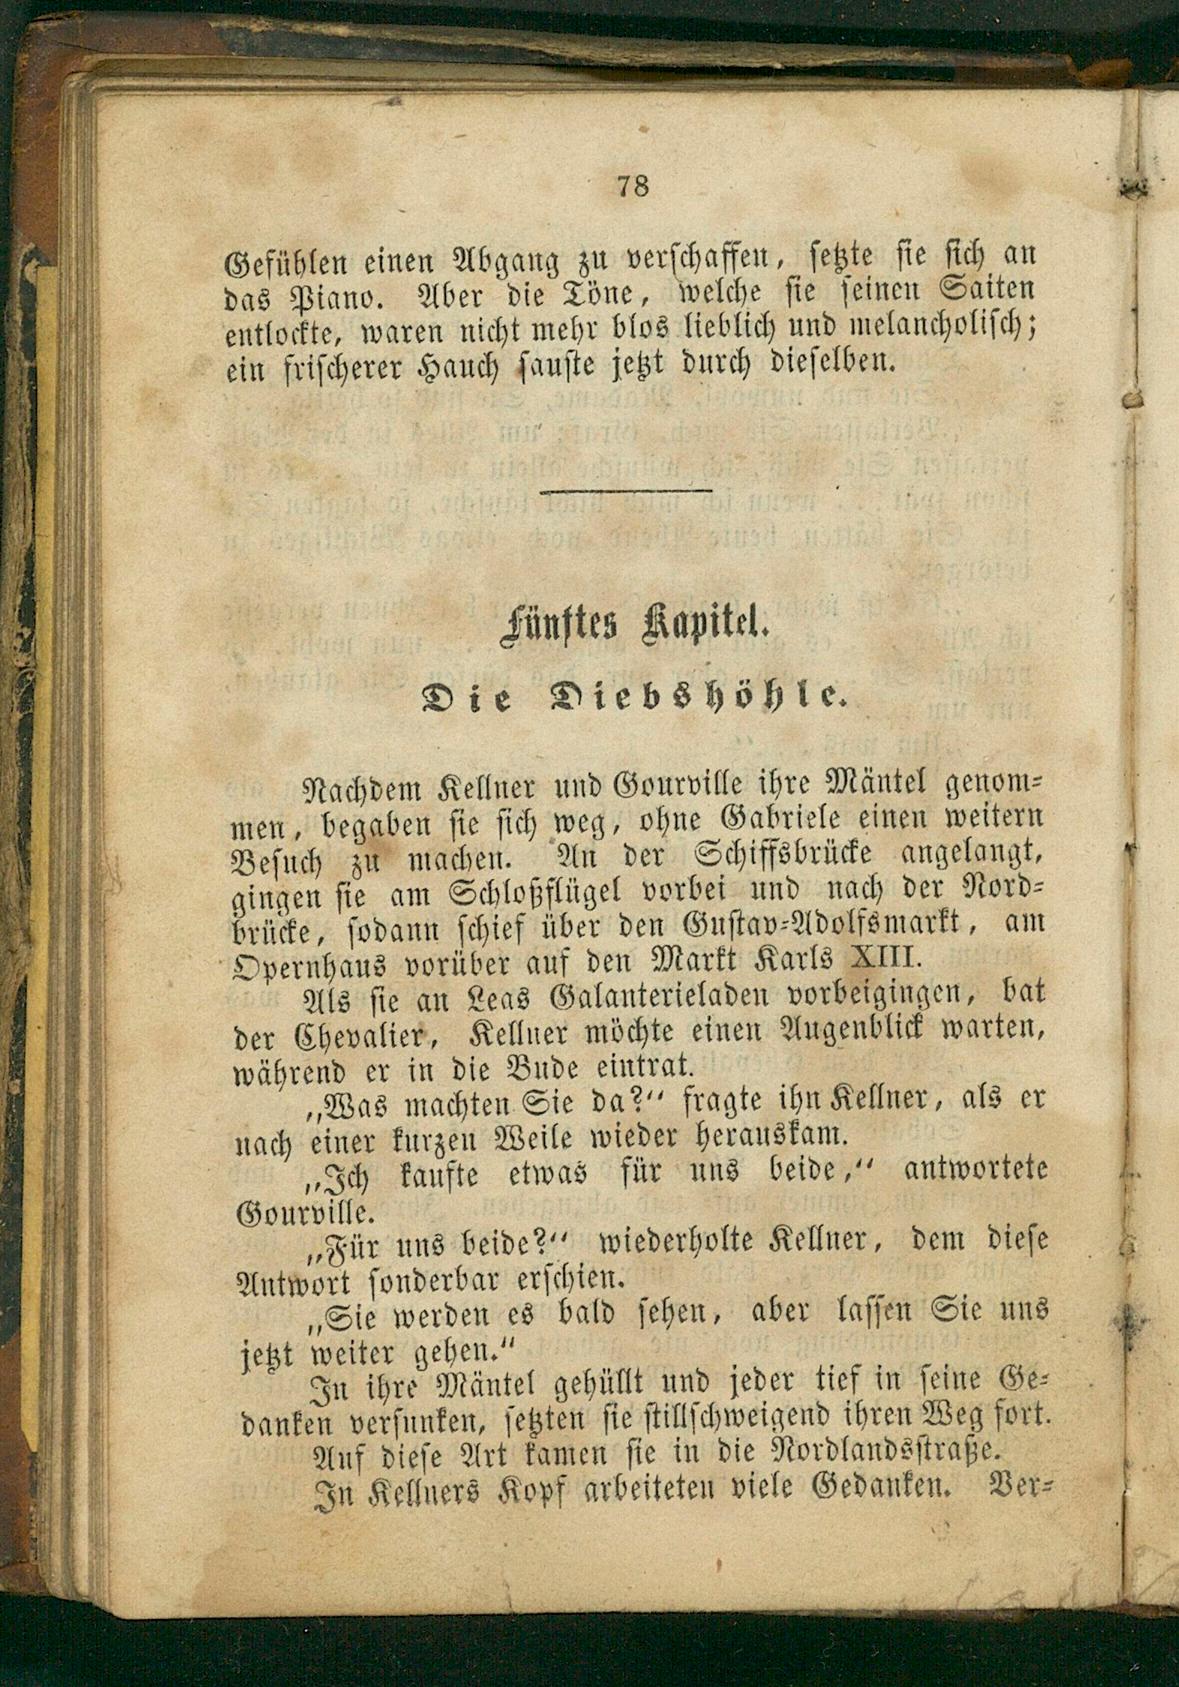 78
Gefühlen einen Abgang zu verschaffen, setzte sie sich an
das Piano. Aber die Töne, welche sie seinen Saiten
entlockte, waren nicht mehr blos lieblich und melancholisch;
ein frischerer Hauch sauste jetzt durch dieselben.
Fünftes Kapitel.
Die Diebshöhle.
Nachdem Kellner und Gourville ihre Mäntel genom-
men, begaben sie sich weg, ohne Gabriele einen weitern
Besuch zu machen. An der Schiffsbrücke angelangt,
gingen sie am Schloßflügel vorbei und nach der Nord-
brücke, sodann schief über den Gustav-Adolfsmarkt, am
Opernhaus vorüber auf den Markt Karls XIII.
Als sie an Leas Galanterieladen vorbeigingen, bat
der Chevalier, Kellner möchte einen Augenblick warten,
während er in die Bude eintrat.
„Was machten Sie da?“ fragte ihn Kellner, als er
nach einer kurzen Weile wieder herauskam.
„Ich kaufte etwas für uns beide,“ antwortete
Gourville.
„Für uns beide?“ wiederholte Kellner, dem diese
Antwort sonderbar erschien.
„Sie werden es bald sehen, aber lassen Sie uns
jetzt weiter gehen.“
In ihre Mäntel gehüllt und jeder tief in seine Ge-
danken versunken, setzten sie stillschweigend ihren Weg fort.
Auf diese Art kamen sie in die Nordlandsstraße.
In Kellners Kopf arbeiteten viele Gedanken. Ver-